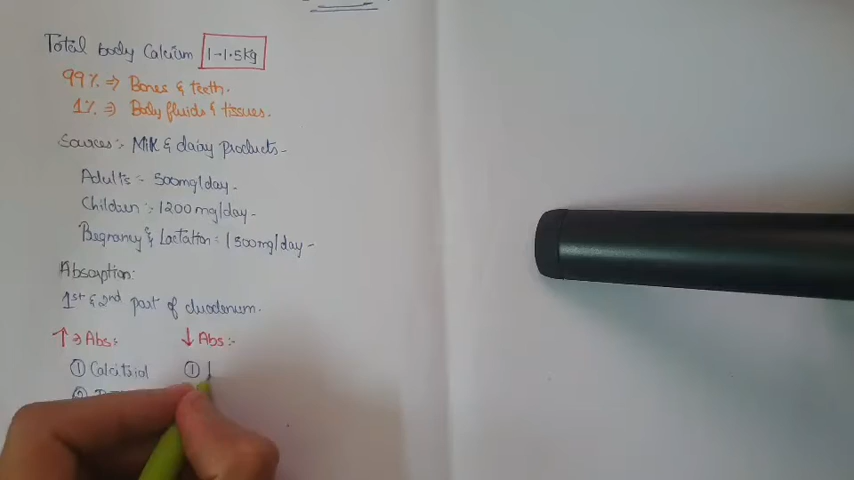 Total body Calcium 1-1.5kg
99% ⇒ Bones & teeth.
1% ⇒ Body fluids & tissues.
Sources:- Milk & dairy products-
Adults:- 500mg/day-
Children:- 1200mg/day-
Pregnancy & Lactation:- 1500mg/day-
Absorption:
1st & 2nd part of duodenum.
↑⇒ Abs:- ↓ Abs:-
① Calcitriol ①
②